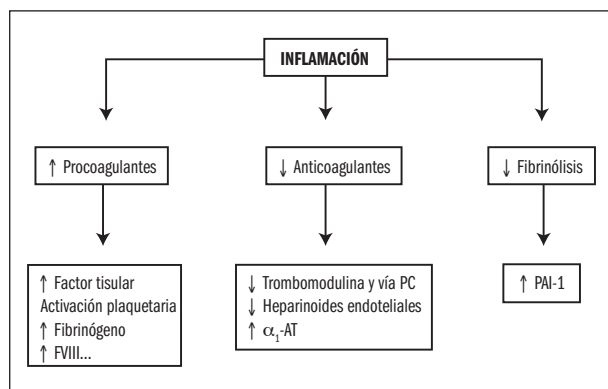 INFLAMACIÓN
↑ Procoagulantes
↓ Anticoagulantes
↓ Fibrinólisis
↑ Factor tisular
Activación plaquetaria
↑ Fibrinógeno
↑ FVIII...
↓ Trombomodulina y vía PC
↓ Heparinoides endoteliales
↑ α₁-AT
↑ PAI-1